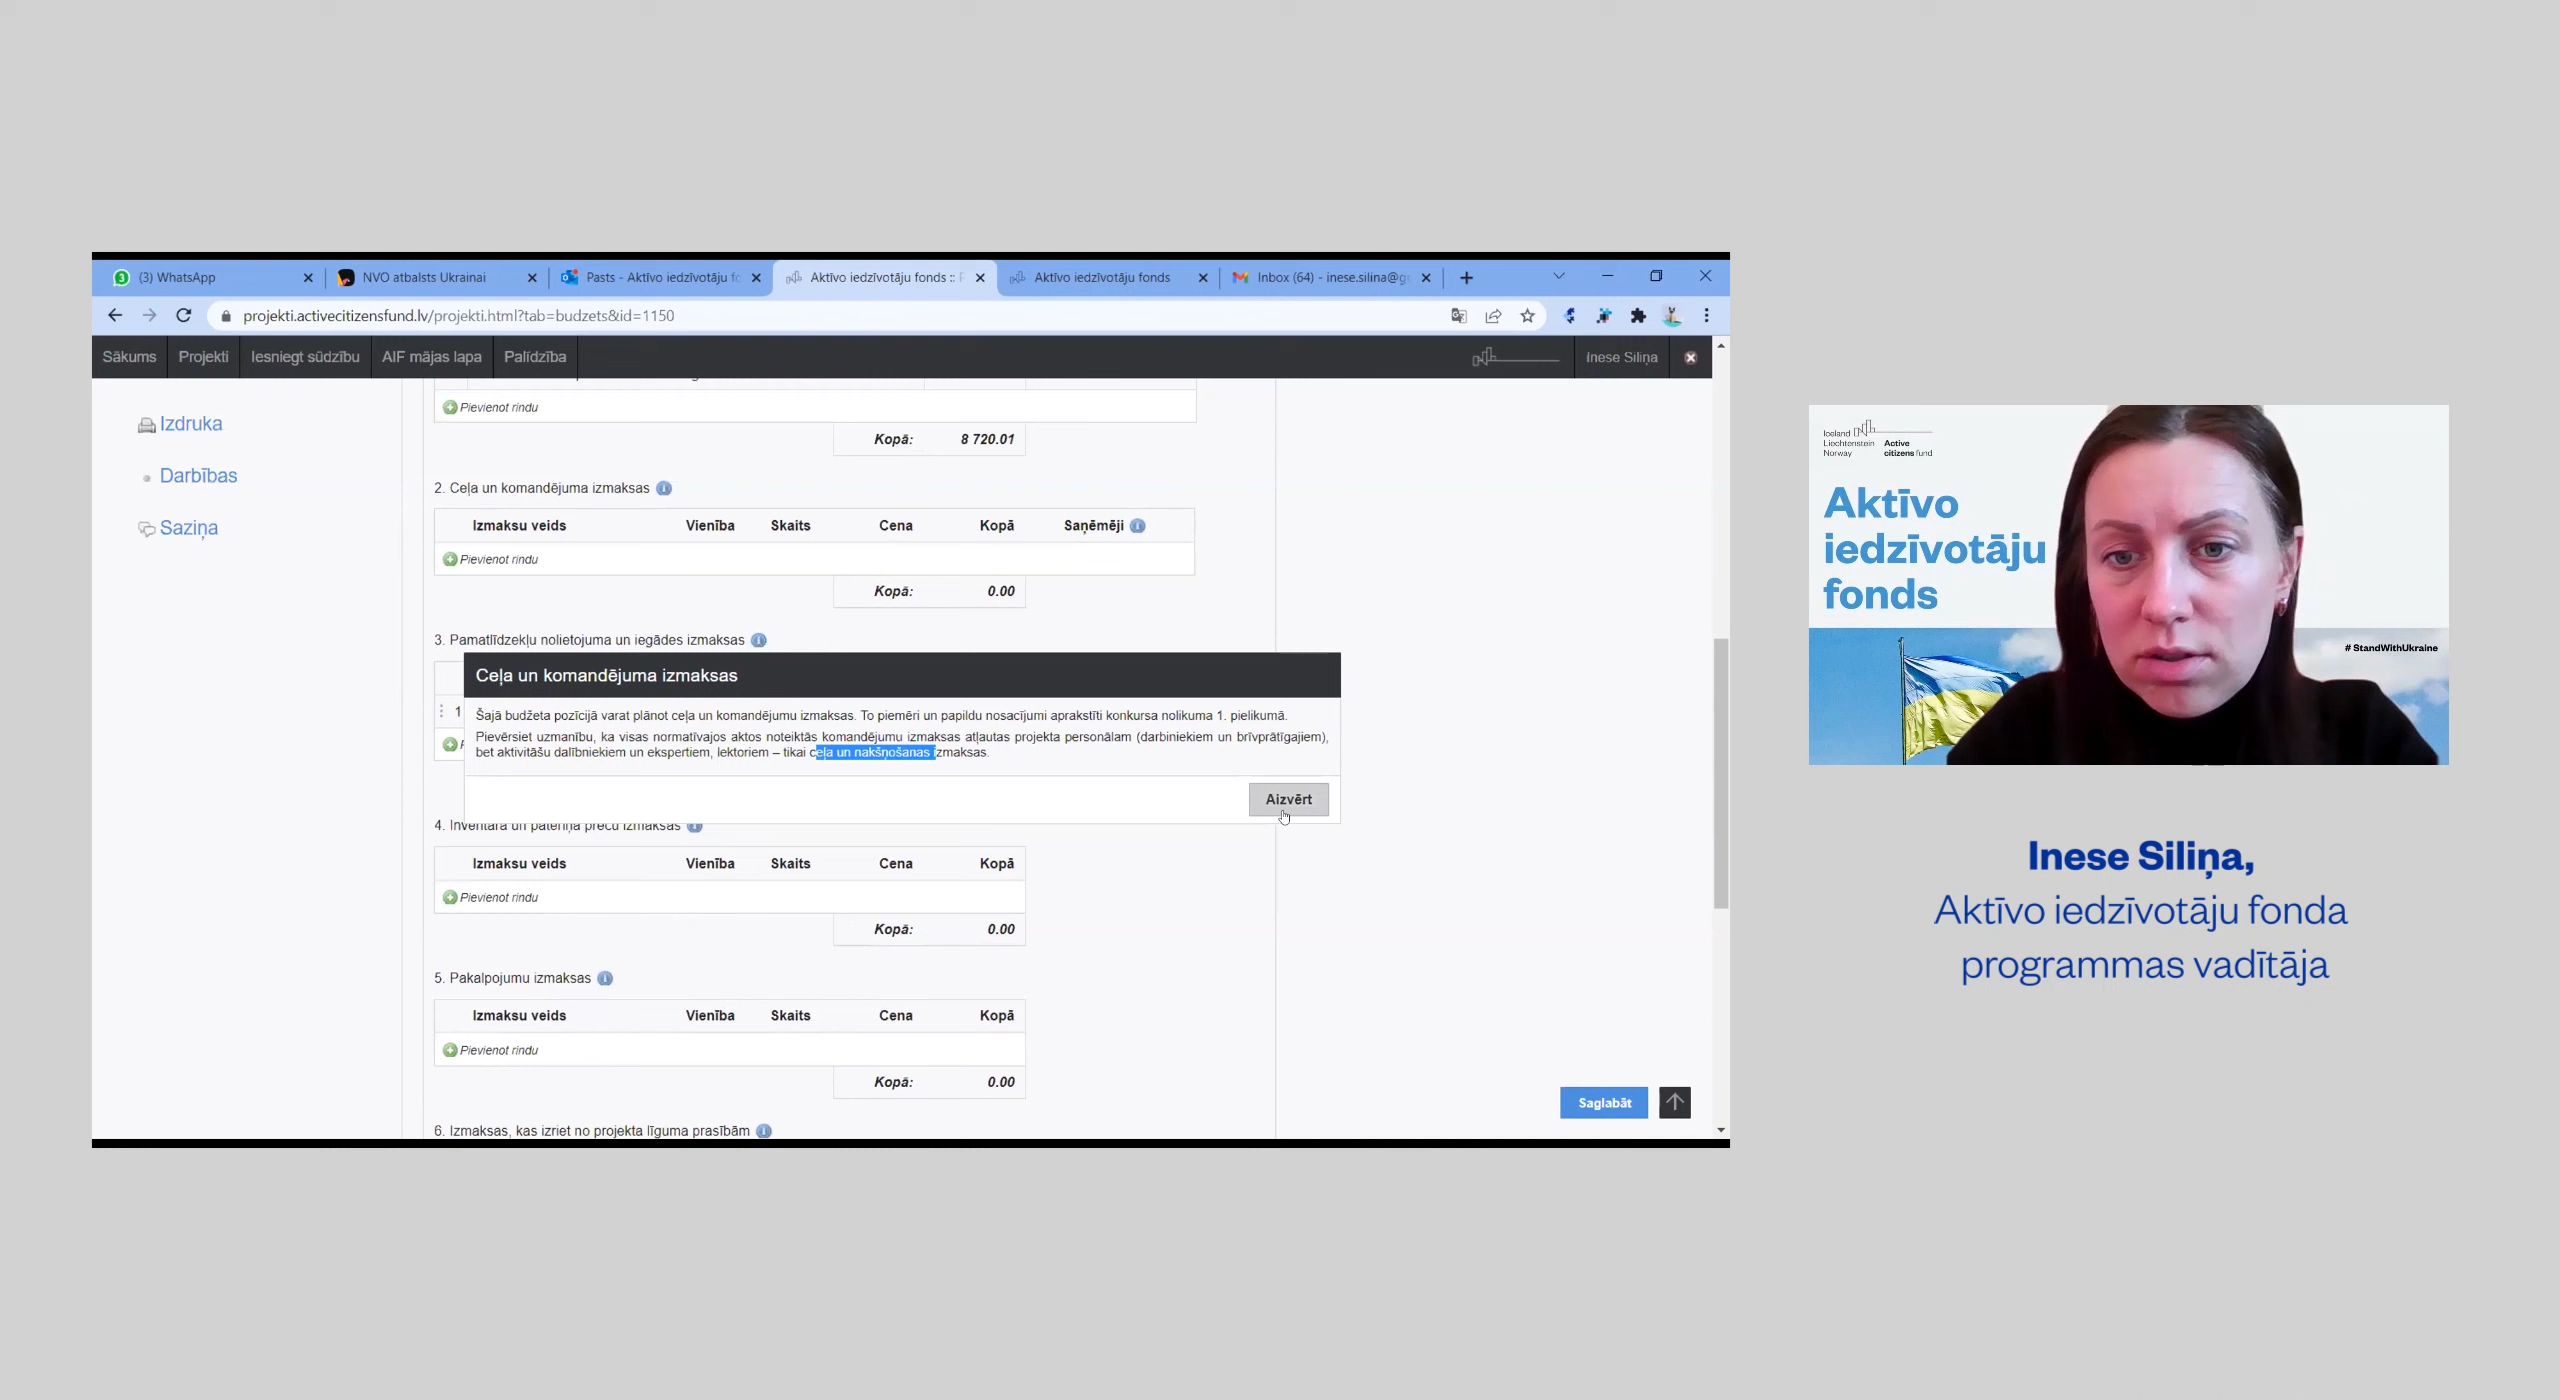 (3) WhatsApp
NVO atbalsts Ukrainai
Pasts - Aktīvo iedzīvotāju fo
Aktīvo iedzīvotāju fonds :: P
Aktīvo iedzīvotāju fonds
Inbox (64) - inese.silina@g
projekti.activecitizensfund.lv/projekti.html?tab=budzets&id=1150
Sākums
Projekti
Iesniegt sūdzību
AIF mājas lapa
Palīdzība
Inese Siliņa
Izdruka
Darbības
Saziņa
Pievienot rindu
Kopā: 8 720.01
2. Ceļa un komandējuma izmaksas
Izmaksu veids Vienība Skaits Cena Kopā Saņēmēji
Pievienot rindu
Kopā: 0.00
3. Pamatlīdzekļu nolietojuma un iegādes izmaksas
1
Ceļa un komandējuma izmaksas
Šajā budžeta pozīcijā varat plānot ceļa un komandējumu izmaksas. To piemēri un papildu nosacījumi aprakstīti konkursa nolikuma 1. pielikumā.
Pievērsiet uzmanību, ka visas normatīvajos aktos noteiktās komandējumu izmaksas atļautas projekta personālam (darbiniekiem un brīvprātīgajiem),
bet aktivitāšu dalībniekiem un ekspertiem, lektoriem – tikai ceļa un nakšņošanas izmaksas.
Aizvērt
4. Inventāra un patēriņa preču izmaksas
Izmaksu veids Vienība Skaits Cena Kopā
Pievienot rindu
Kopā: 0.00
5. Pakalpojumu izmaksas
Izmaksu veids Vienība Skaits Cena Kopā
Pievienot rindu
Kopā: 0.00
6. Izmaksas, kas izriet no projekta līguma prasībām
Saglabāt
Iceland
Liechtenstein Active
Norway citizens fund
Aktīvo
iedzīvotāju
fonds
# StandWithUkraine
Inese Siliņa,
Aktīvo iedzīvotāju fonda
programmas vadītāja